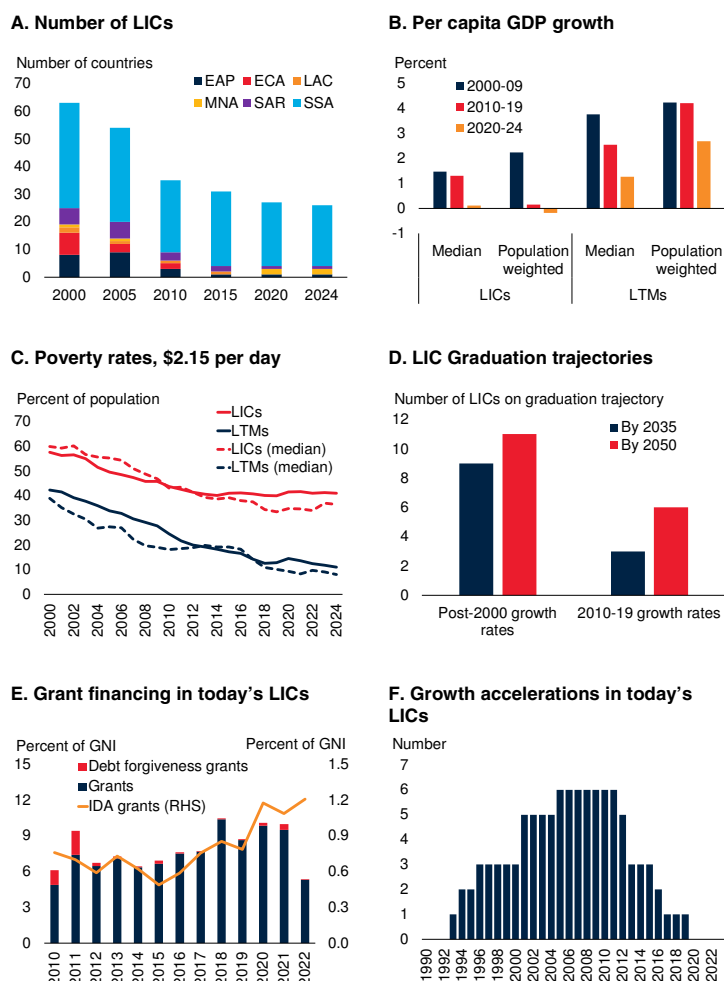 A. Number of LICs
Number of countries
70
60
50
40
30
20
10
0
EAP ECA LAC
MNA SAR SSA
2000 2005 2010 2015 2020 2024
B. Per capita GDP growth
Percent
5
4
3
2
1
0
-1
2000-09
2010-19
2020-24
Median Population weighted Median Population weighted
LICs LTMs
C. Poverty rates, $2.15 per day
Percent of population
70
60
50
40
30
20
10
0
LICs
LTMs
LICs (median)
LTMs (median)
2000 2002 2004 2006 2008 2010 2012 2014 2016 2018 2020 2022 2024
D. LIC Graduation trajectories
Number of LICs on graduation trajectory
12
10
8
6
4
2
0
By 2035
By 2050
Post-2000 growth 2010-19 growth rates
rates
E. Grant financing in today's LICs
Percent of GNI Percent of GNI
15
12
9
6
3
0
Debt forgiveness grants
Grants
IDA grants (RHS)
1.5
1.2
0.9
0.6
0.3
0.0
2010 2011 2012 2013 2014 2015 2016 2017 2018 2019 2020 2021 2022
F. Growth accelerations in today's
LICs
Number
7
6
5
4
3
2
1
0
1990 1992 1994 1996 1998 2000 2002 2004 2006 2008 2010 2012 2014 2016 2018 2020 2022